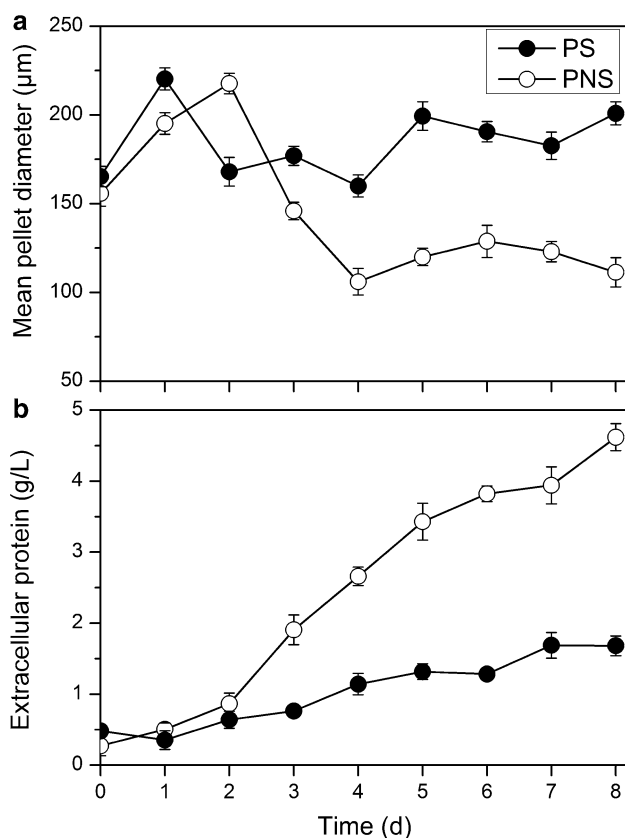 a
250
200
150
100
50
Mean pellet diameter (μm)
PS
PNS
b
5
4
3
2
1
0
Extracellular protein (g/L)
0 1 2 3 4 5 6 7 8
Time (d)